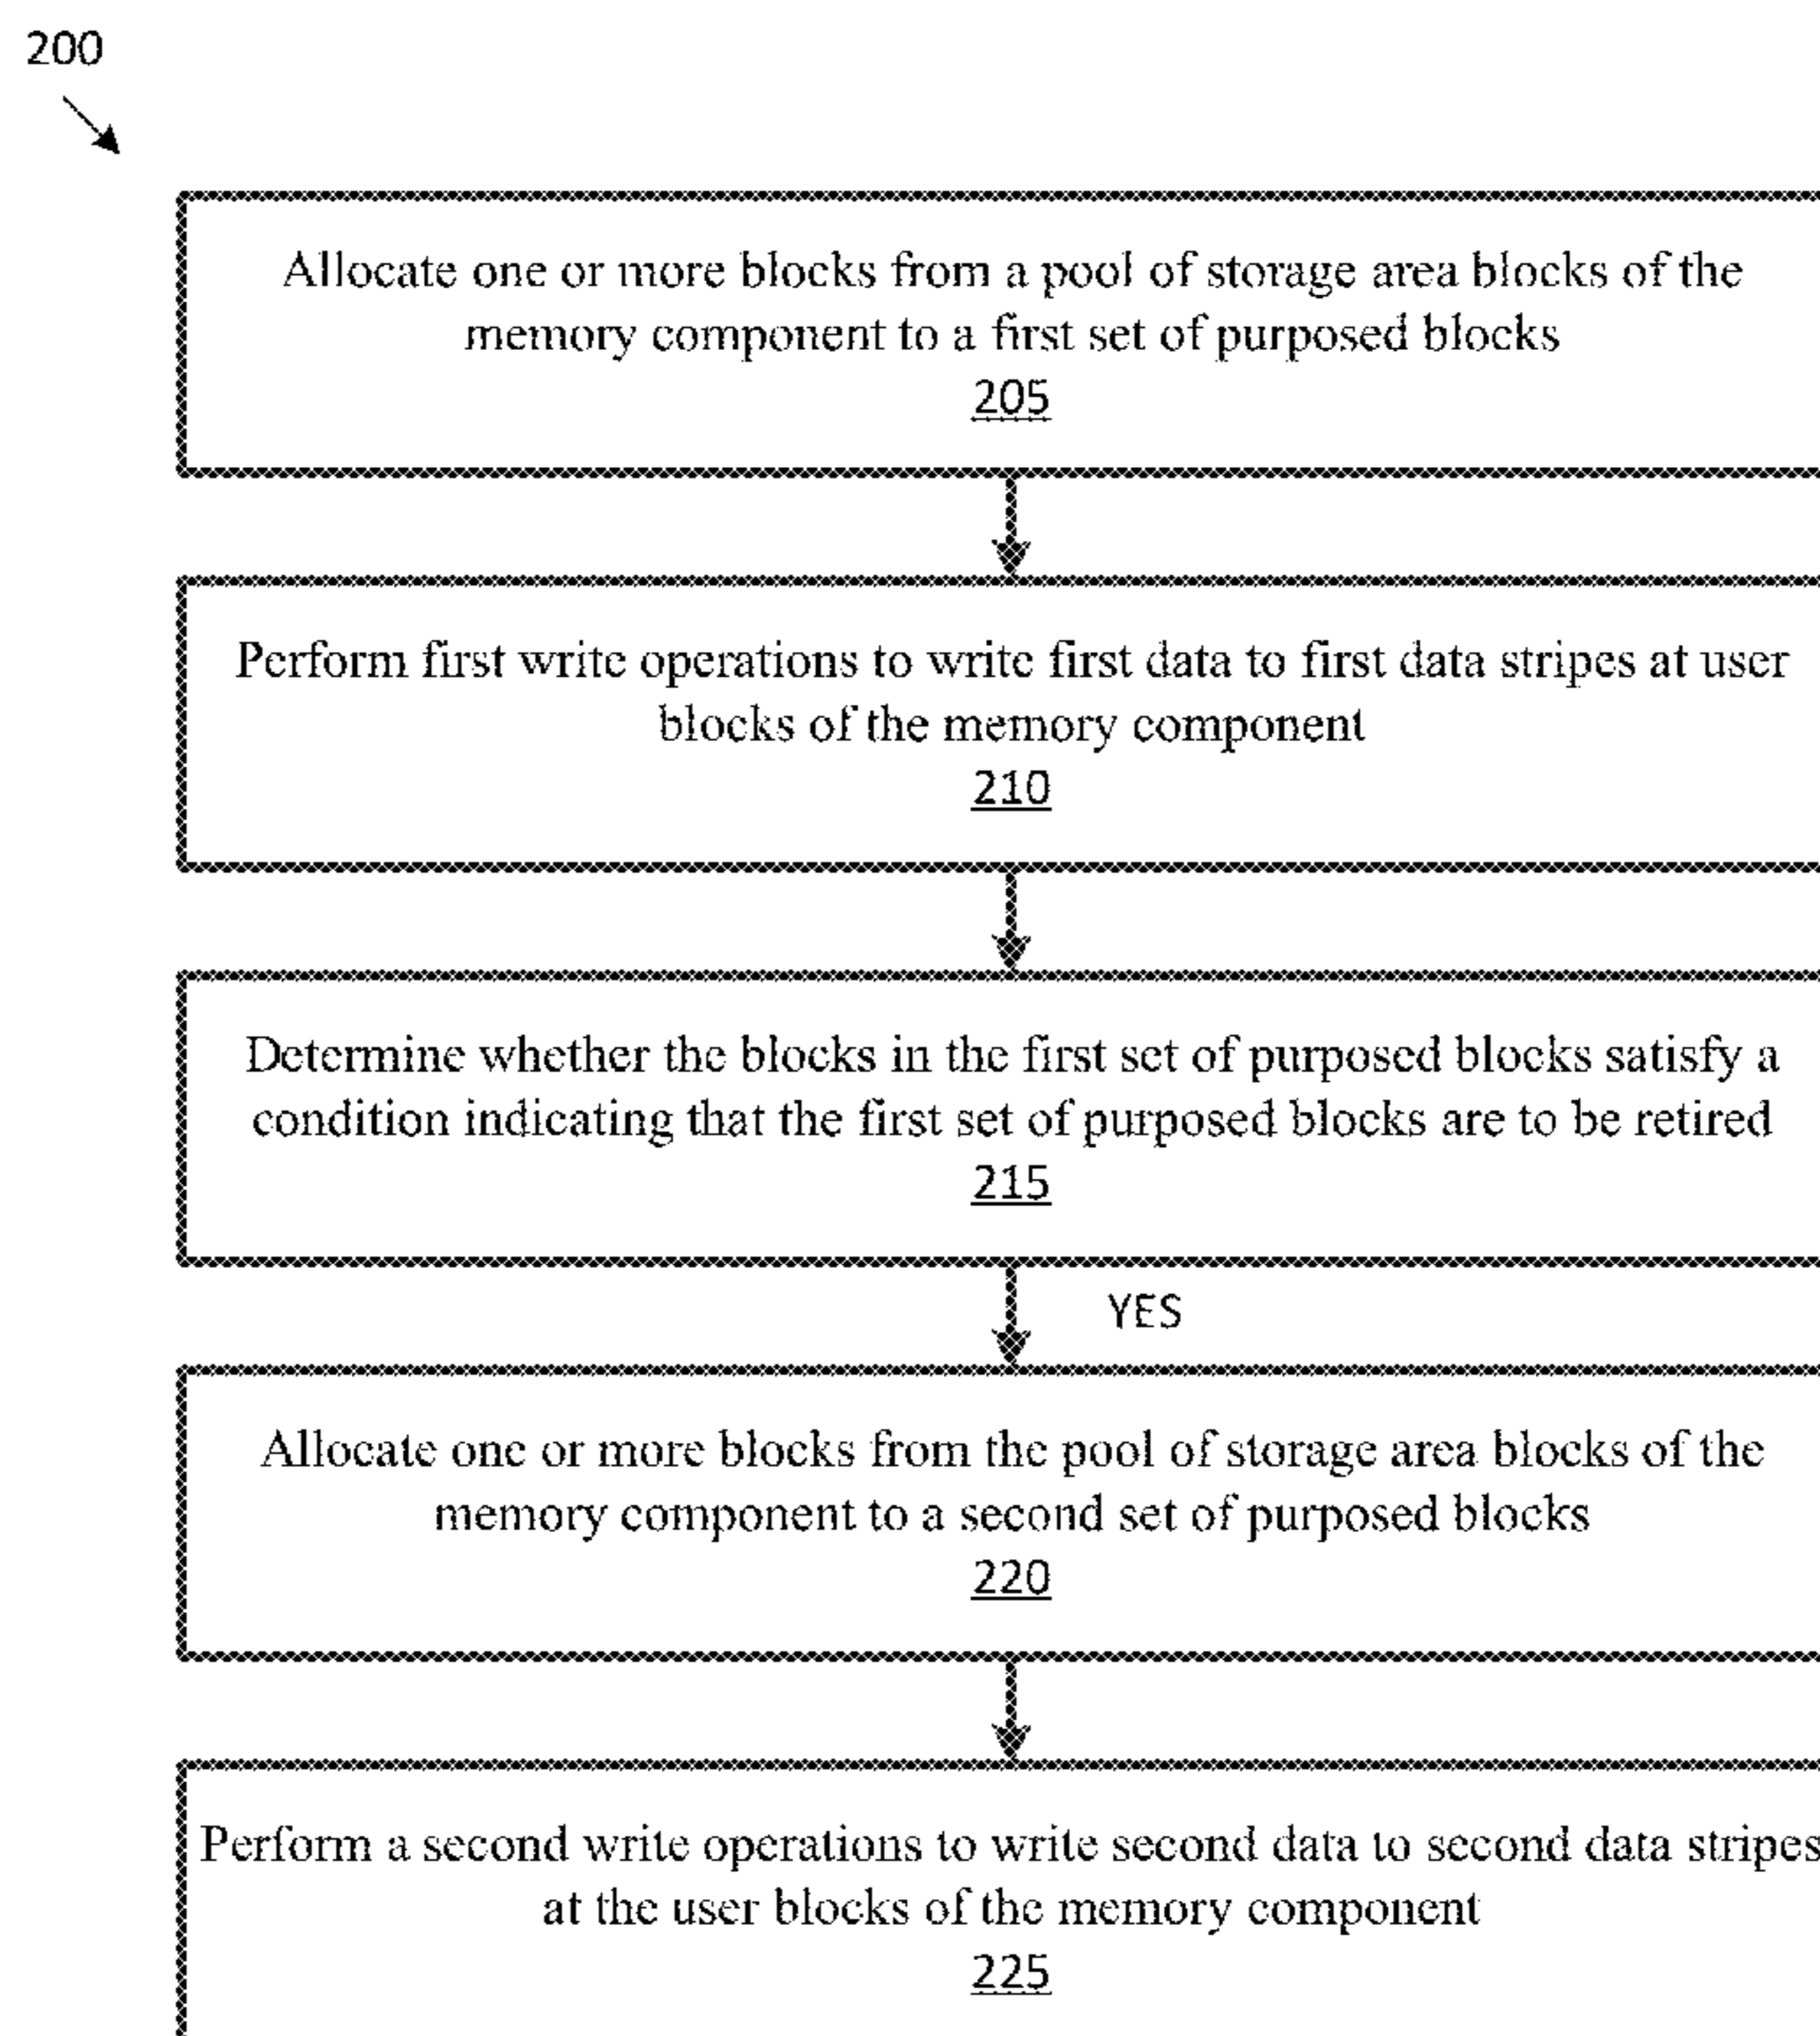 200
Allocate one or more blocks from a pool of storage area blocks of the
memory component to a first set of purposed blocks
205
Perform first write operations to write first data to first data stripes at user
blocks of the memory component
210
Determine whether the blocks in the first set of purposed blocks satisfy a
condition indicating that the first set of purposed blocks are to be retired
215
YES
Allocate one or more blocks from the pool of storage area blocks of the
memory component to a second set of purposed blocks
220
Perform a second write operations to write second data to second data stripes
at the user blocks of the memory component
225